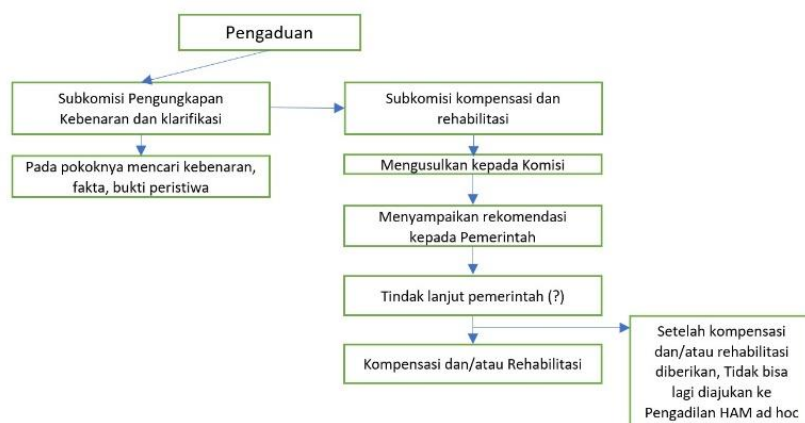 Pengaduan
Subkomisi Pengungkapan
Kebenaran dan klarifikasi
Subkomisi kompensasi dan
rehabilitasi
Pada pokoknya mencari kebenaran,
fakta, bukti peristiwa
Mengusulkan kepada Komisi
Menyampaikan rekomendasi
kepada Pemerintah
Tindak lanjut pemerintah (?)
Kompensasi dan/atau Rehabilitasi
Setelah kompensasi
dan/atau rehabilitasi
diberikan, Tidak bisa
lagi diajukan ke
Pengadilan HAM ad hoc